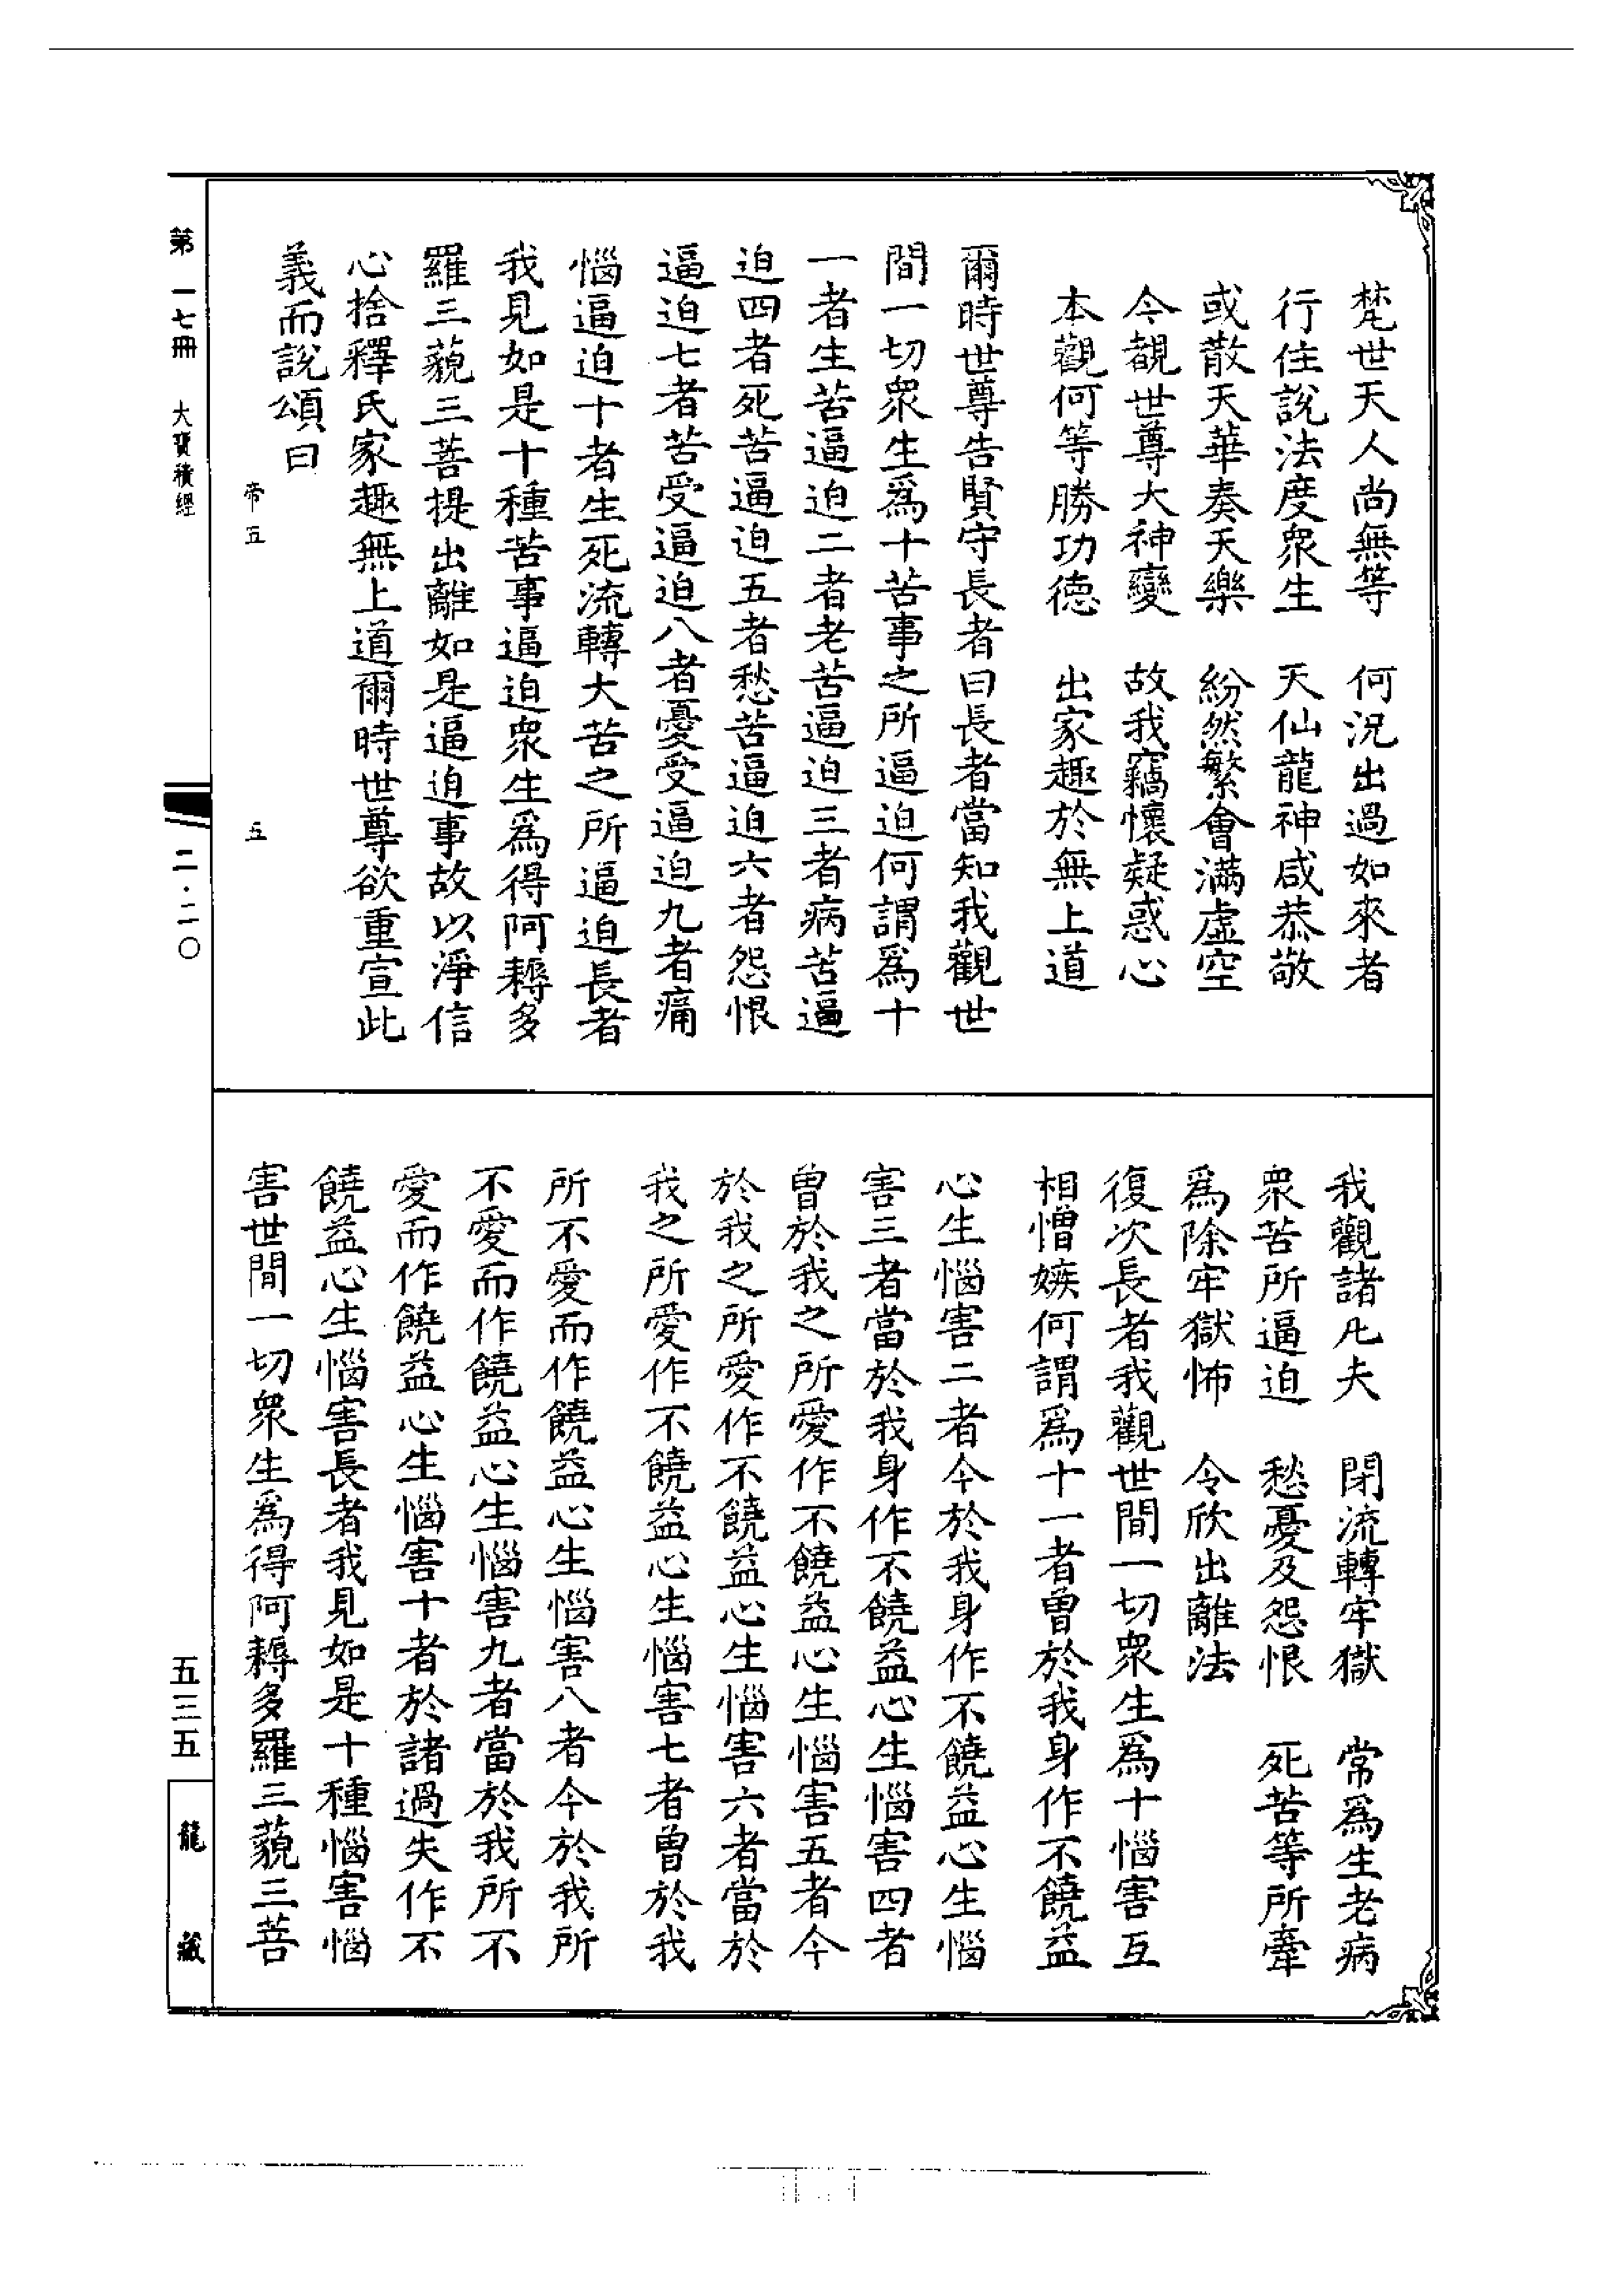 梵世天人尚無等　何況出過如來者
行住說法度衆生　天仙龍神咸恭敬
或散天華奏天樂　紛然繁會滿虛空
今覩世尊大神變　故我竊懷疑惑心
本觀何等勝功德　出家趣於無上道
爾時世尊告賢守長者曰長者當知我觀世
間一切衆生爲十苦事之所逼迫何謂爲十
一者生苦逼迫二者老苦逼迫三者病苦逼
迫四者死苦逼迫五者愁苦逼迫六者怨恨
逼迫七者苦受逼迫八者憂受逼迫九者痛
惱逼迫十者生死流轉大苦之所逼迫長者
我見如是十種苦事逼迫衆生爲得阿耨多
羅三藐三菩提出離如是逼迫事故以淨信
心捨釋氏家趣無上道爾時世尊欲重宣此
義而說頌曰
帝五　五
我觀諸凡夫　閉流轉牢獄　常爲生老病
衆苦所逼迫　愁憂及怨恨　死苦等所牽
爲除牢獄怖　令欣出離法
復次長者我觀世間一切衆生爲十惱害互
相憎嫉何謂爲十一者曾於我身作不饒益
心生惱害二者今於我身作不饒益心生惱
害三者當於我身作不饒益心生惱害四者
曾於我之所愛作不饒益心生惱害五者今
於我之所愛作不饒益心生惱害六者當於
我之所愛作不饒益心生惱害七者曾於我
所不愛而作饒益心生惱害八者今於我所
不愛而作饒益心生惱害九者當於我所不
愛而作饒益心生惱害十者於諸過失作不
饒益心生惱害長者我見如是十種惱害惱
害世間一切衆生爲得阿耨多羅三藐三菩
第一七冊　大寶積經
二·二〇
五三五
龍藏